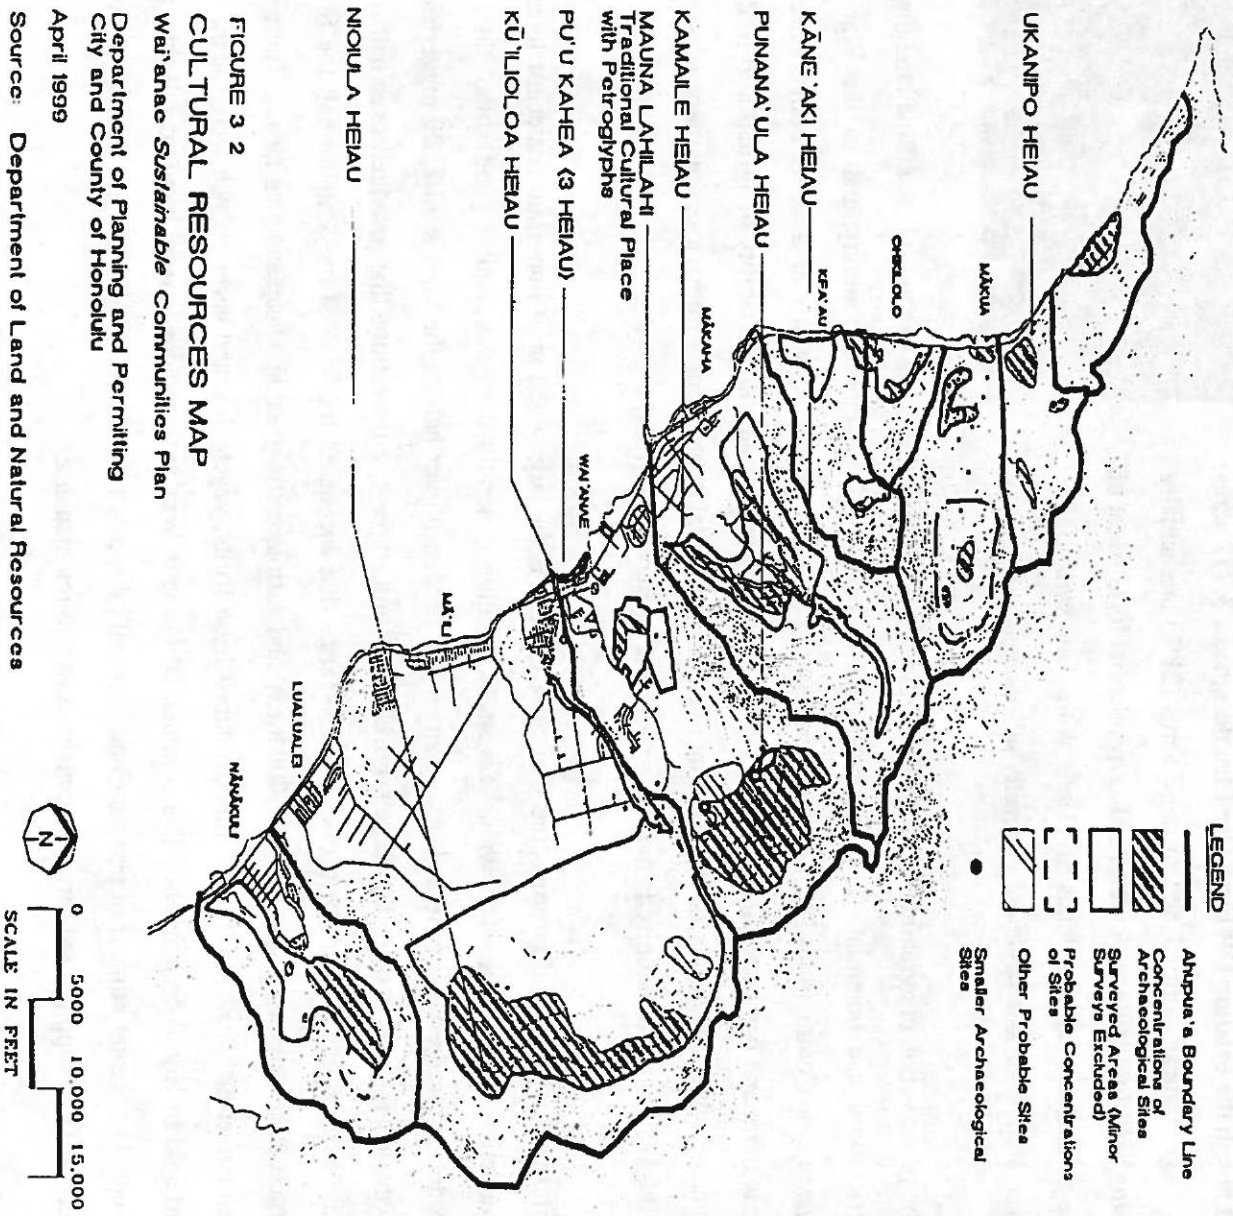 UKANIPO HEIAU
KĀNE 'AKI HEIAU
PUNANA'ULA HEIAU
KAMAILE HEIAU
MAUNA LAHILAHI
Traditional Cultural Place
with Petroglyphs
PU'U KAHEA (3 HEIAU)
KŪ'ILIOLOA HEIAU
NIOIULA HEIAU
MĀKUA
OHIKILOLO
KEA'AU
MĀKAHA
WAI'ANAE
MĀ'ILI
LUALUALEI
NĀNĀKULI
LEGEND
Ahupua'a Boundary Line
Concentrations of
Archaeological Sites
Surveyed Areas (Minor
Surveys Excluded)
Probable Concentrations
of Sites
Other Probable Sites
Smaller Archaeological
Sites
FIGURE 3 2
CULTURAL RESOURCES MAP
Wai'anae Sustainable Communities Plan
Department of Planning and Permitting
City and County of Honolulu
April 1999
Source: Department of Land and Natural Resources
N
0 5000 10,000 15,000
SCALE IN FEET